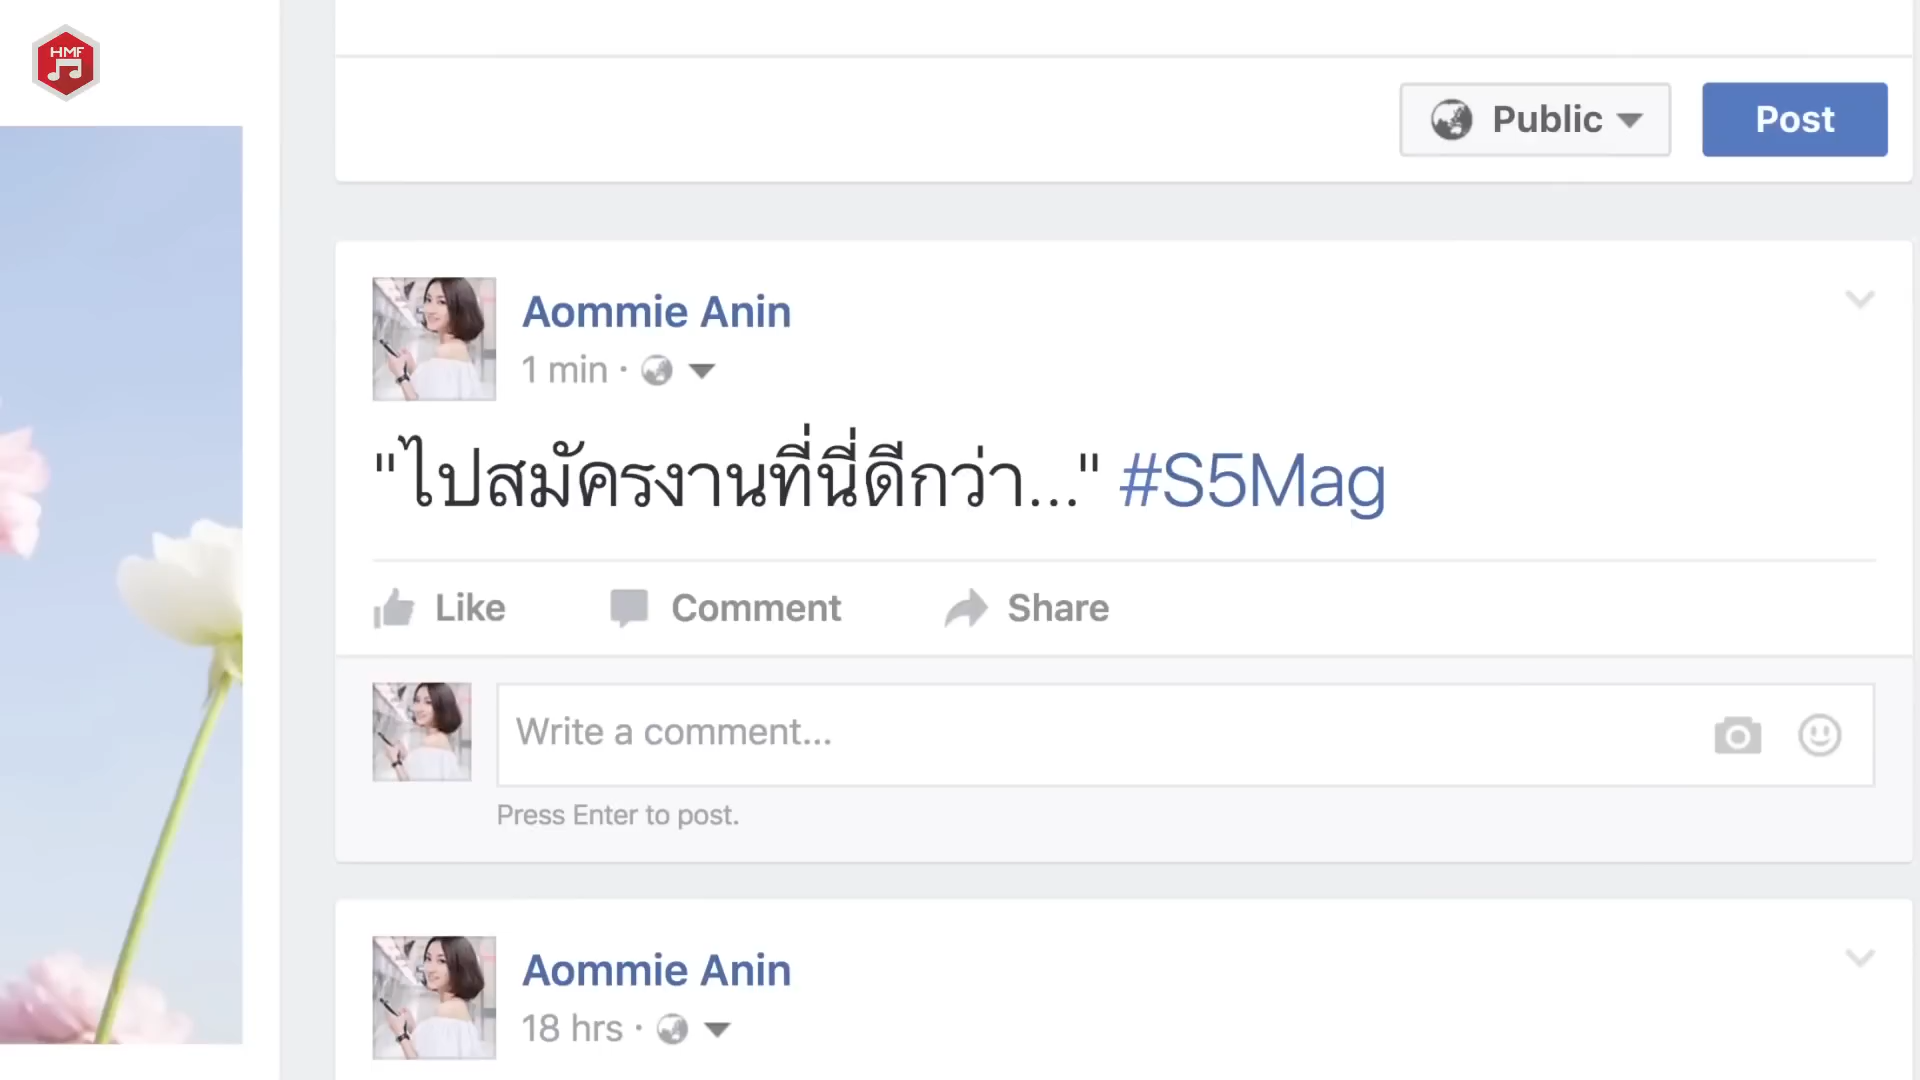 HMF
Public
Post
Aommie Anin
1 min ·
"ไปสมัครงานที่นี่ดีกว่า..." #S5Mag
Like Comment Share
Write a comment...
Press Enter to post.
Aommie Anin
18 hrs ·